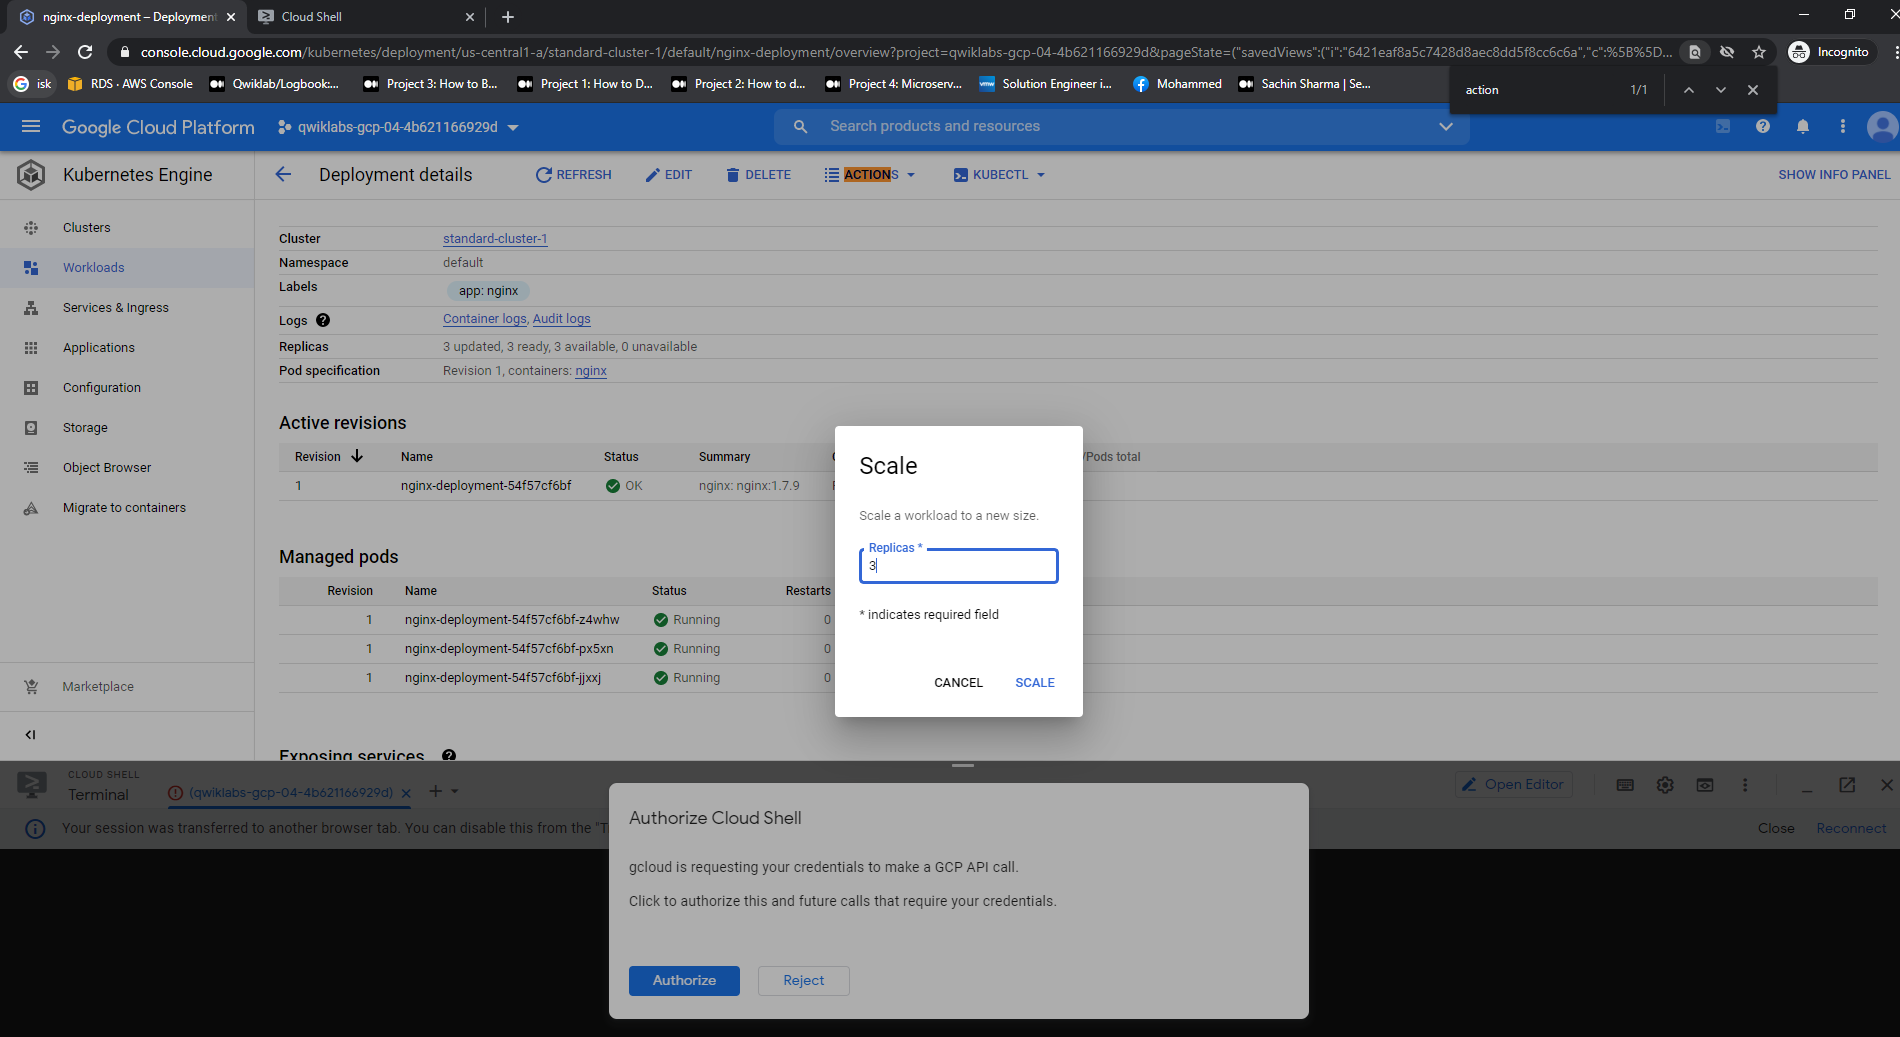 nginx-deployment – Deployment
Cloud Shell
console.cloud.google.com/kubernetes/deployment/us-central1-a/standard-cluster-1/default/nginx-deployment/overview?project=qwiklabs-gcp-04-4b621166929d&pageState=("savedViews":("i":"6421eaf8a5c7428d8aec8dd5f8cc6c6a","c":%5B%5D...
Incognito
isk
RDS · AWS Console
Qwiklab/Logbook:...
Project 3: How to B...
Project 1: How to D...
Project 2: How to d...
Project 4: Microserv...
Solution Engineer i...
Mohammed
Sachin Sharma | Se...
action
1/1
Google Cloud Platform
qwiklabs-gcp-04-4b621166929d
Search products and resources
Kubernetes Engine
Deployment details
REFRESH
EDIT
DELETE
ACTIONS
KUBECTL
SHOW INFO PANEL
Clusters
Workloads
Services & Ingress
Applications
Configuration
Storage
Object Browser
Migrate to containers
Marketplace
Cluster standard-cluster-1
Namespace default
Labels app: nginx
Logs Container logs, Audit logs
Replicas 3 updated, 3 ready, 3 available, 0 unavailable
Pod specification Revision 1, containers: nginx
Active revisions
Revision Name Status Summary /Pods total
1 nginx-deployment-54f57cf6bf OK nginx: nginx:1.7.9
Managed pods
Revision Name Status Restarts
1 nginx-deployment-54f57cf6bf-z4whw Running 0
1 nginx-deployment-54f57cf6bf-px5xn Running 0
1 nginx-deployment-54f57cf6bf-jjxxj Running 0
Exposing services
Scale
Scale a workload to a new size.
Replicas *
3
* indicates required field
CANCEL
SCALE
CLOUD SHELL
Terminal
(qwiklabs-gcp-04-4b621166929d)
Open Editor
Your session was transferred to another browser tab. You can disable this from the "T
Close
Reconnect
Authorize Cloud Shell
gcloud is requesting your credentials to make a GCP API call.
Click to authorize this and future calls that require your credentials.
Authorize
Reject